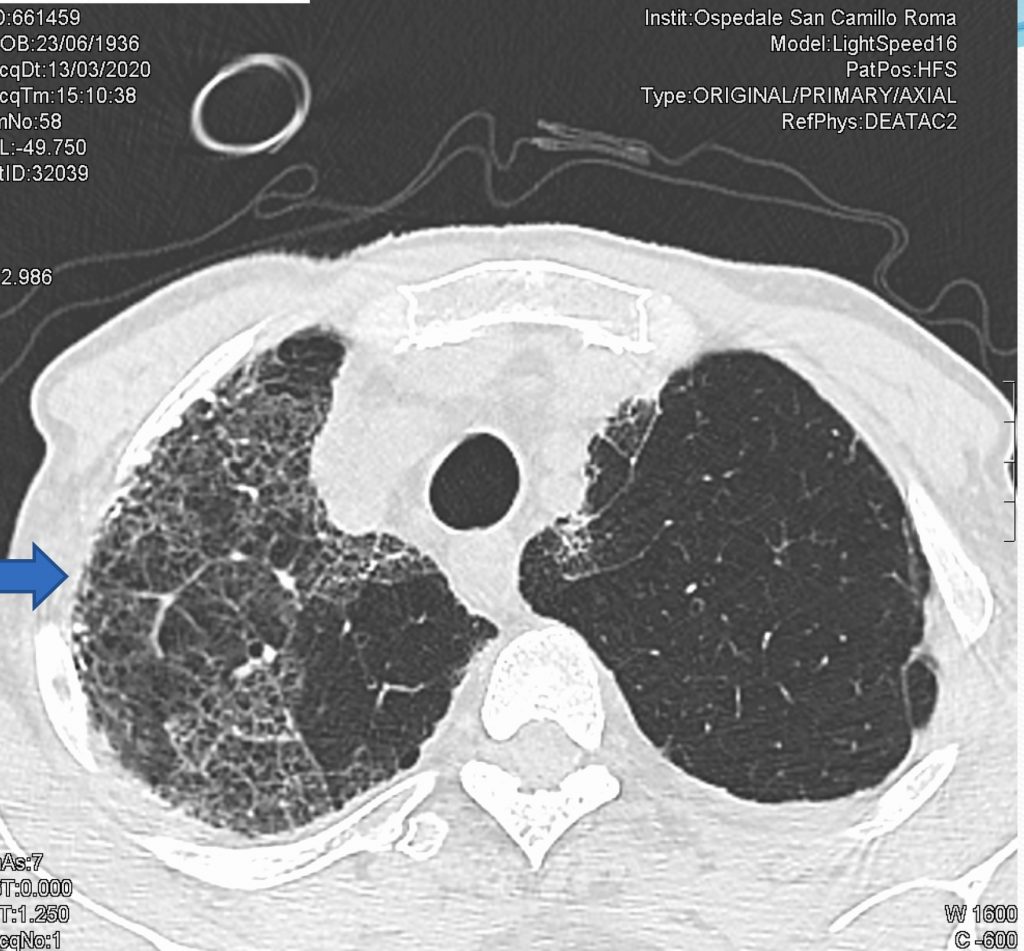 D:661459
OB:23/06/1936
cqDt:13/03/2020
cqTm:15:10:38
mNo:58
L:-49.750
tID:32039
2.986
Instit:Ospedale San Camillo Roma
Model:LightSpeed16
PatPos:HFS
Type:ORIGINAL/PRIMARY/AXIAL
RefPhys:DEATAC2
As:7
T:0.000
T:1.250
cqNo:1
W 1600
C -600